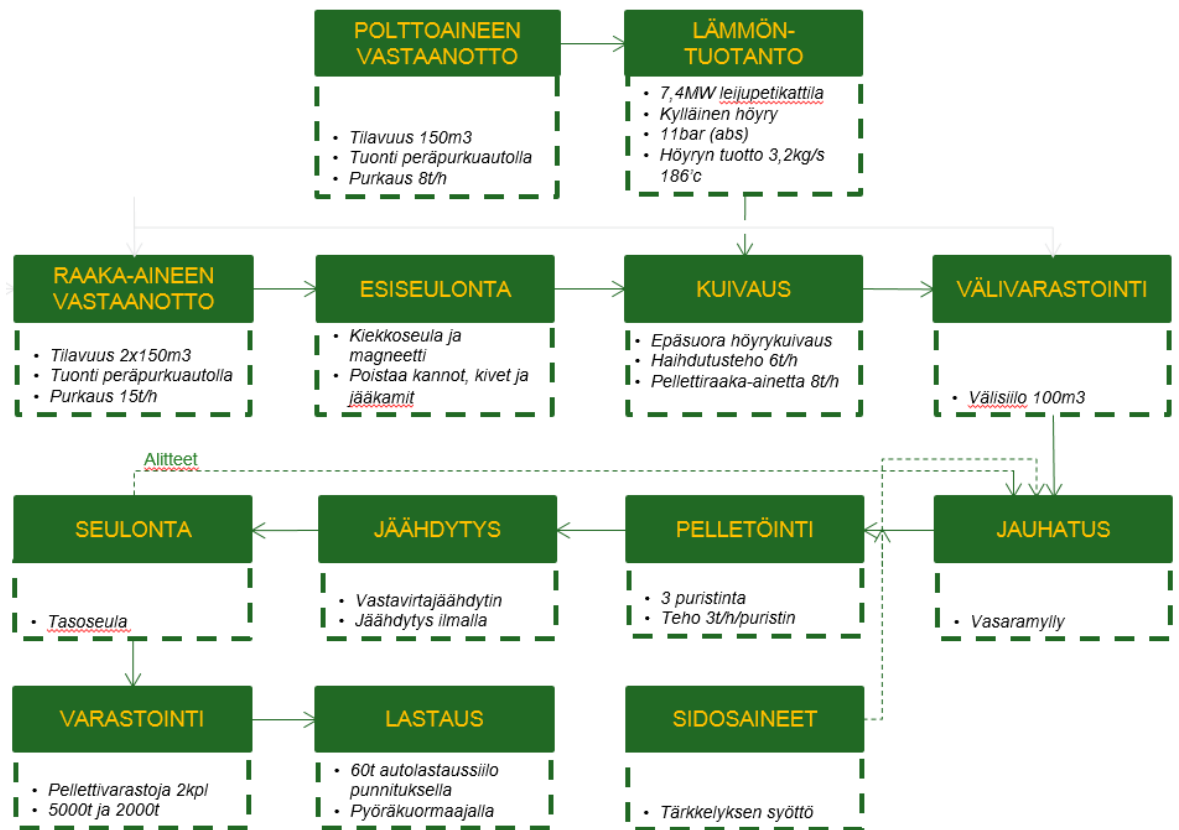 POLTTOAINEEN
VASTAANOTTO
• Tilavuus 150m3
• Tuonti peräpurkuautolla
• Purkaus 8t/h
LÄMMÖN-
TUOTANTO
• 7,4MW leijupetikattila
• Kylläinen höyry
• 11bar (abs)
• Höyryn tuotto 3,2kg/s
186'c
RAAKA-AINEEN
VASTAANOTTO
• Tilavuus 2x150m3
• Tuonti peräpurkuautolla
• Purkaus 15t/h
ESISEULONTA
• Kiekkoseula ja
magneetti
• Poistaa kannot, kivet ja
jääkamit
KUIVAUS
• Epäsuora höyrykuivaus
• Haihdutusteho 6t/h
• Pellettiraaka-ainetta 8t/h
VÄLIVARASTOINTI
• Välisiilo 100m3
Alitteet
SEULONTA
• Tasoseula
JÄÄHDYTYS
• Vastavirtajäähdytin
• Jäähdytys ilmalla
PELLETÖINTI
• 3 puristinta
• Teho 3t/h/puristin
JAUHATUS
• Vasaramylly
VARASTOINTI
• Pellettivarastoja 2kpl
• 5000t ja 2000t
LASTAUS
• 60t autolastaussiilo
punnituksella
• Pyöräkuormaajalla
SIDOSAINEET
• Tärkkelyksen syöttö